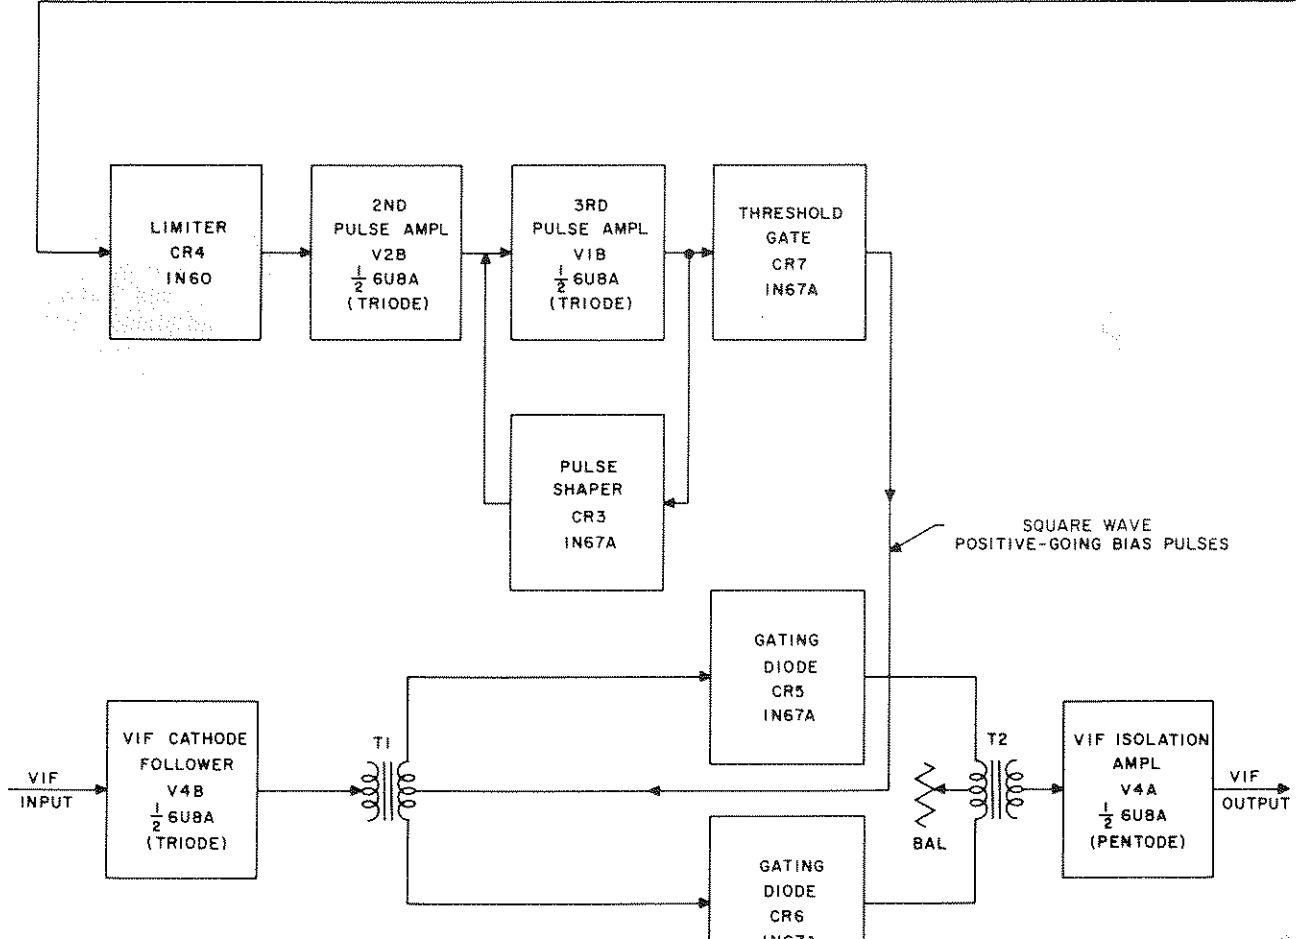 LIMITER
CR4
IN60
2ND
PULSE AMPL
V2B
1/2 6U8A
(TRIODE)
3RD
PULSE AMPL
V1B
1/2 6U8A
(TRIODE)
THRESHOLD
GATE
CR7
IN67A
PULSE
SHAPER
CR3
IN67A
SQUARE WAVE
POSITIVE-GOING BIAS PULSES
GATING
DIODE
CR5
IN67A
VIF
INPUT
VIF CATHODE
FOLLOWER
V4B
1/2 6U8A
(TRIODE)
T1
T2
BAL
VIF ISOLATION
AMPL
V4A
1/2 6U8A
(PENTODE)
VIF
OUTPUT
GATING
DIODE
CR6
IN67A